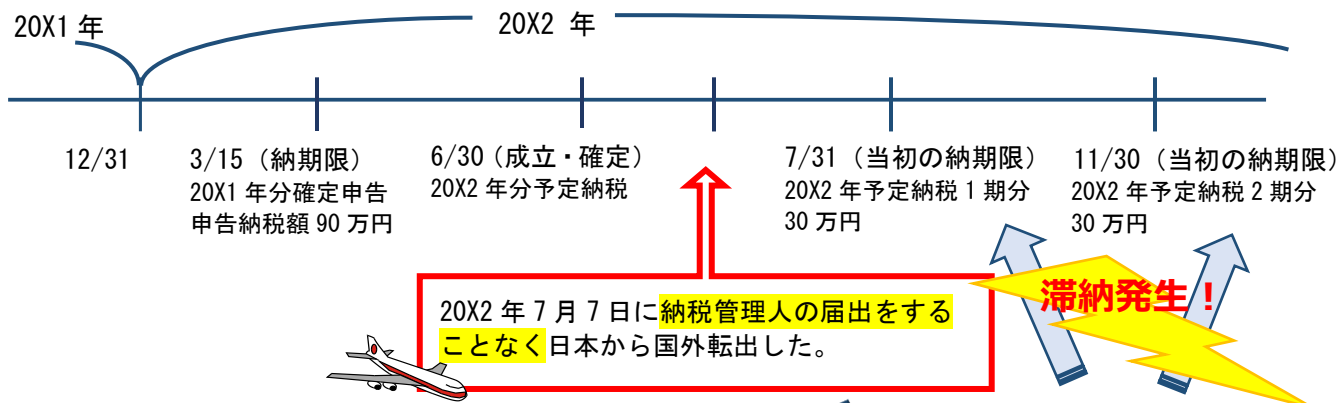 20X1 年
20X2 年
12/31
3/15（納期限）
20X1 年分確定申告
申告納税額 90 万円
6/30（成立・確定）
20X2 年分予定納税
7/31（当初の納期限）
20X2 年予定納税 1 期分
30 万円
11/30（当初の納期限）
20X2 年予定納税 2 期分
30 万円
滞納発生！
20X2 年 7 月 7 日に納税管理人の届出をする
ことなく日本から国外転出した。